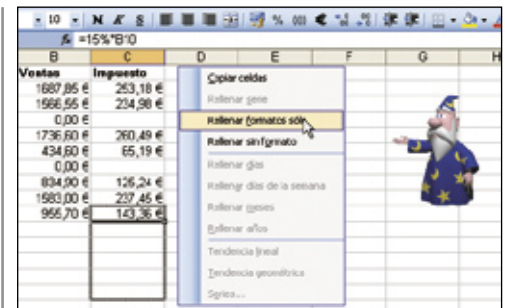 10 N K S % 000 €
fx =15%*B10
B C D E F G H
Ventas Impuesto
1687,85 € 253,18 €
1566,55 € 234,98 €
0,00 €
1736,60 € 260,49 €
434,60 € 65,19 €
0,00 €
834,90 € 125,24 €
1583,00 € 237,45 €
955,70 € 143,36 €
Copiar celdas
Rellenar serie
Rellenar formatos sólo
Rellenar sin formato
Rellenar días
Rellenar días de la semana
Rellenar meses
Rellenar años
Tendencia lineal
Tendencia geométrica
Series...